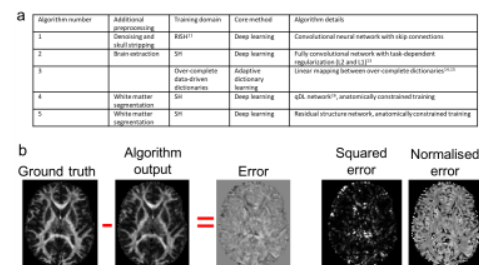 a
Algorithm number Additional preprocessing Training domain Core method Algorithm details
1 Denoising and skull stripping RISH Deep learning Convolutional neural network with skip connections
2 Brain extraction SH Deep learning Fully convolutional with task-dependent regularization (L2 and L1)
3 Over-complete data-driven dictionaries Adaptive dictionary learning Linear mapping between over-complete dictionaries
4 White matter segmentation SH Deep learning qDL network, anatomically constrained training
5 White matter segmentation SH Deep learning Residual structure network, anatomically constrained training
b
Ground truth Algorithm output Error Squared error Normalised error
- =